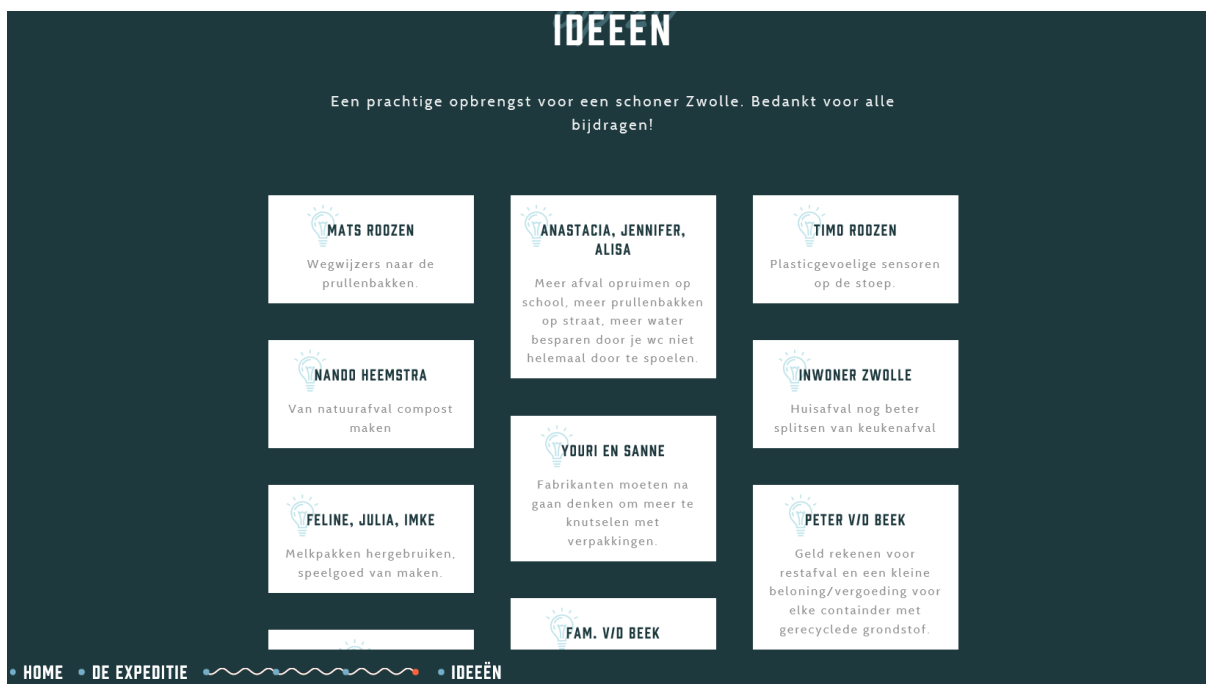 IDEEËN
Een prachtige opbrengst voor een schoner Zwolle. Bedankt voor alle
bijdragen!
MATS ROOZEN
Wegwijzers naar de
prullenbakken.
NANDO HEEMSTRA
Van natuurafval compost
maken
FELINE, JULIA, IMKE
Melkpakken hergebruiken,
speelgoed van maken.
ANASTACIA, JENNIFER,
ALISA
Meer afval opruimen op
school, meer prullenbakken
op straat, meer water
besparen door je wc niet
helemaal door te spoelen.
YOURI EN SANNE
Fabrikanten moeten na
gaan denken om meer te
knutselen met
verpakkingen.
FAM. V/D BEEK
TIMO ROOZEN
Plasticgevoelige sensoren
op de stoep.
INWONER ZWOLLE
Huisafval nog beter
splitsen van keukenafval
PETER V/D BEEK
Geld rekenen voor
restafval en een kleine
beloning/vergoeding voor
elke containder met
gerecyclede grondstof.
HOME DE EXPEDITIE IDEEËN